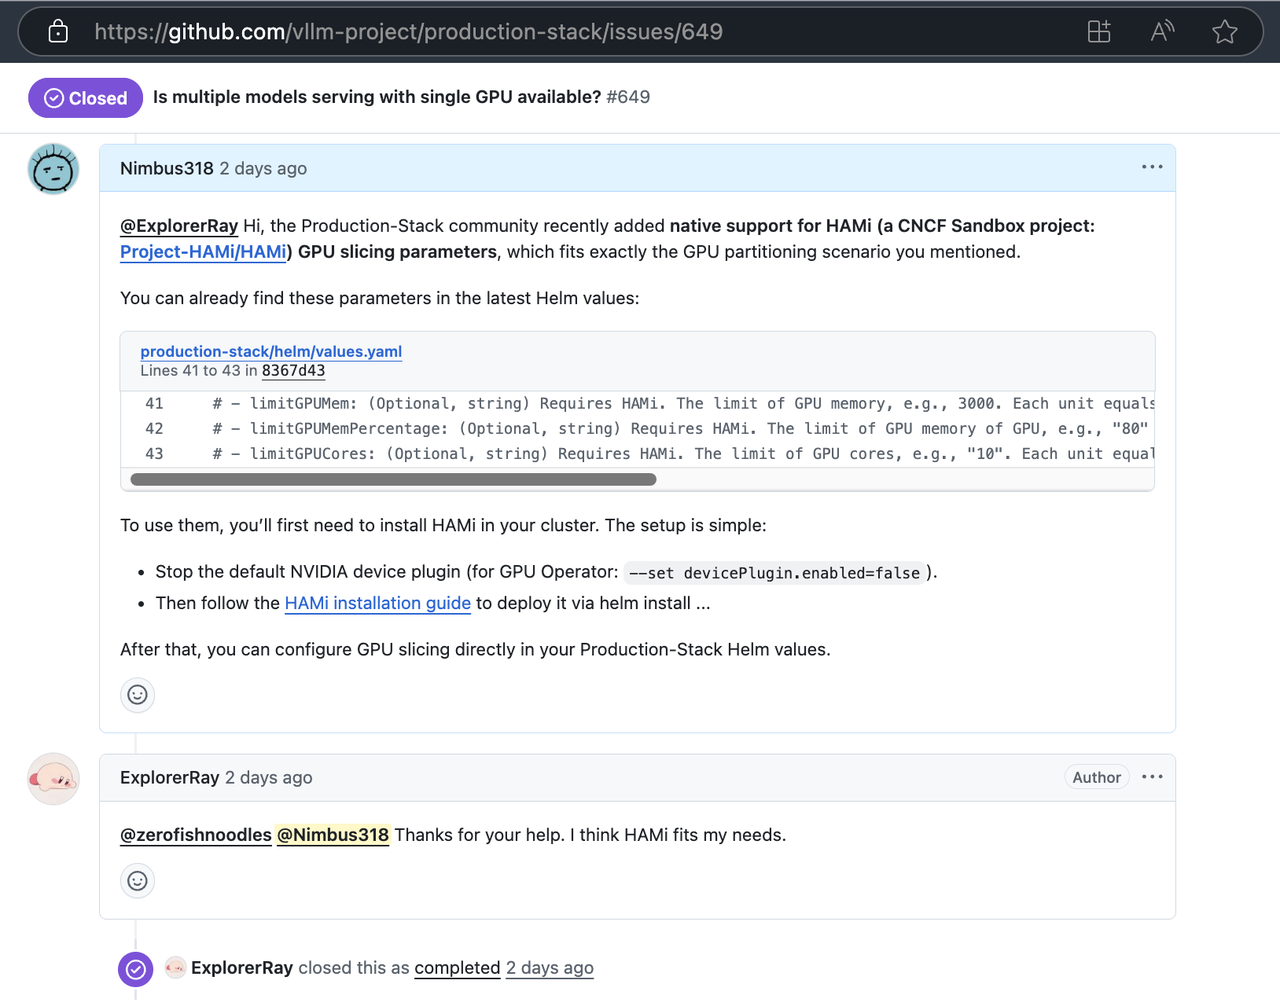 https://github.com/vllm-project/production-stack/issues/649
Closed Is multiple models serving with single GPU available? #649
Nimbus318 2 days ago
@ExplorerRay Hi, the Production-Stack community recently added native support for HAMi (a CNCF Sandbox project:
Project-HAMi/HAMi) GPU slicing parameters, which fits exactly the GPU partitioning scenario you mentioned.
You can already find these parameters in the latest Helm values:
production-stack/helm/values.yaml
Lines 41 to 43 in 8367d43
41 # - limitGPUMem: (Optional, string) Requires HAMi. The limit of GPU memory, e.g., 3000. Each unit equals
42 # - limitGPUMemPercentage: (Optional, string) Requires HAMi. The limit of GPU memory of GPU, e.g., "80"
43 # - limitGPUCores: (Optional, string) Requires HAMi. The limit of GPU cores, e.g., "10". Each unit equal
To use them, you’ll first need to install HAMi in your cluster. The setup is simple:
• Stop the default NVIDIA device plugin (for GPU Operator: --set devicePlugin.enabled=false ).
• Then follow the HAMi installation guide to deploy it via helm install ...
After that, you can configure GPU slicing directly in your Production-Stack Helm values.
ExplorerRay 2 days ago Author
@zerofishnoodles @Nimbus318 Thanks for your help. I think HAMi fits my needs.
ExplorerRay closed this as completed 2 days ago